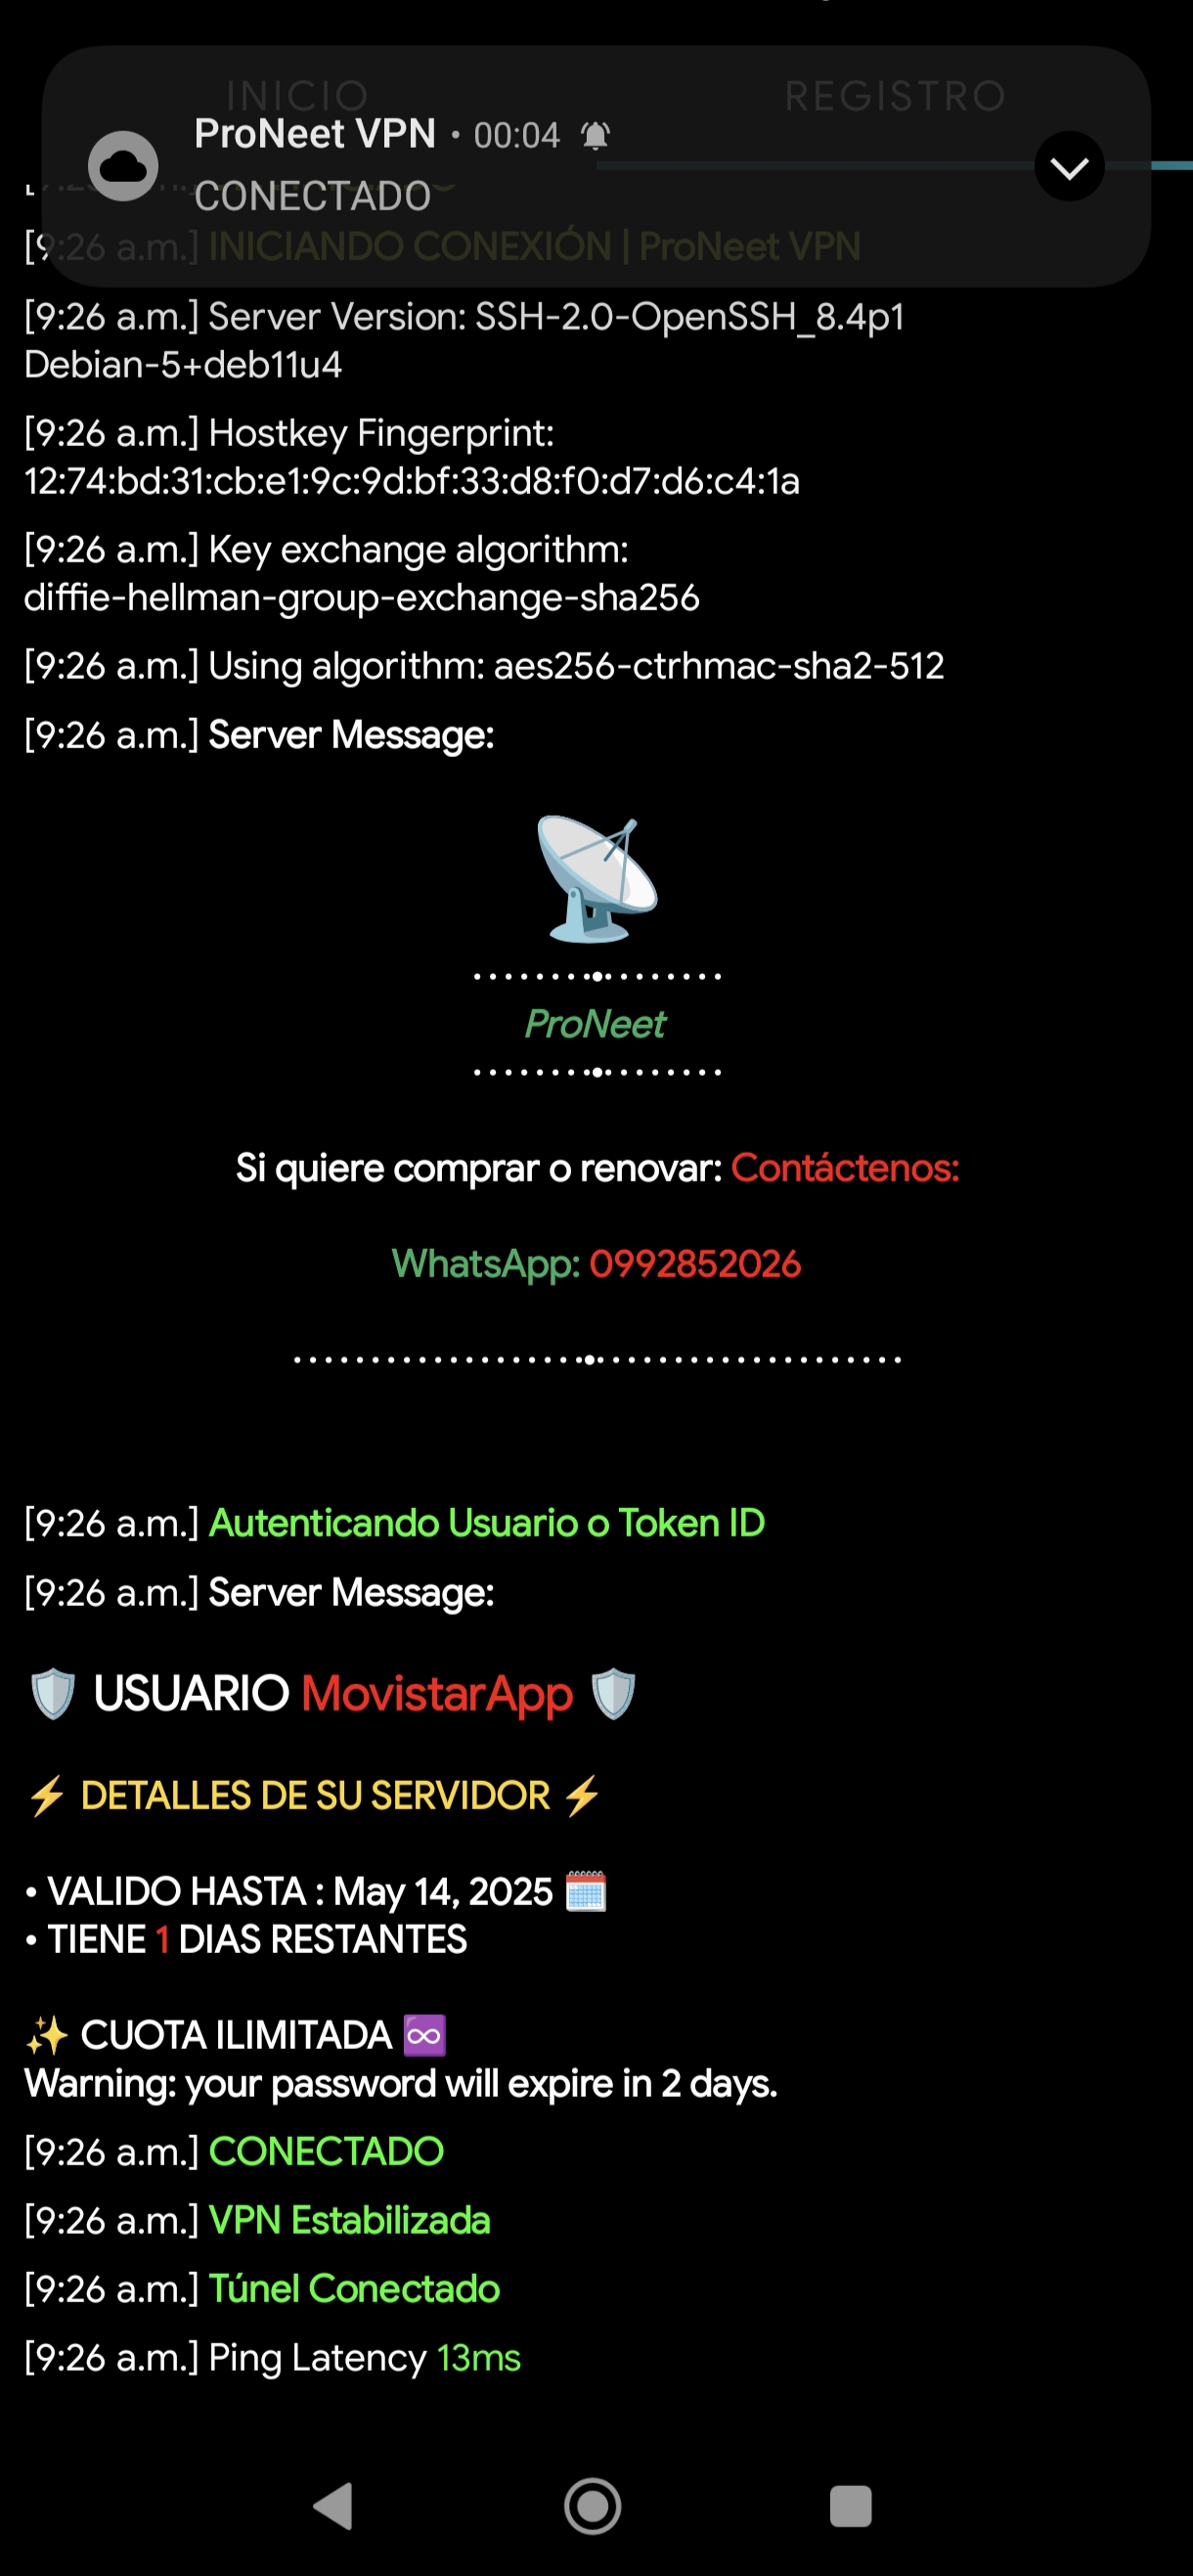 INICIO
REGISTRO
ProNeet VPN • 00:04
CONECTADO
[9:26 a.m.] INICIANDO CONEXIÓN | ProNeet VPN
[9:26 a.m.] Server Version: SSH-2.0-OpenSSH_8.4p1
Debian-5+deb11u4
[9:26 a.m.] Hostkey Fingerprint:
12:74:bd:31:cb:e1:9c:9d:bf:33:d8:f0:d7:d6:c4:1a
[9:26 a.m.] Key exchange algorithm:
diffie-hellman-group-exchange-sha256
[9:26 a.m.] Using algorithm: aes256-ctrhmac-sha2-512
[9:26 a.m.] Server Message:
ProNeet
Si quiere comprar o renovar: Contáctenos:
WhatsApp: 0992852026
[9:26 a.m.] Autenticando Usuario o Token ID
[9:26 a.m.] Server Message:
🛡️ USUARIO MovistarApp 🛡️
⚡ DETALLES DE SU SERVIDOR ⚡
• VALIDO HASTA : May 14, 2025 🗓️
• TIENE 1 DIAS RESTANTES
✨ CUOTA ILIMITADA ♾️
Warning: your password will expire in 2 days.
[9:26 a.m.] CONECTADO
[9:26 a.m.] VPN Estabilizada
[9:26 a.m.] Túnel Conectado
[9:26 a.m.] Ping Latency 13ms